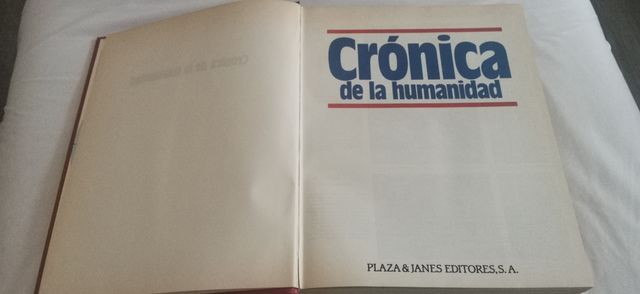 Crónica
de la humanidad
PLAZA & JANES EDITORES, S. A.